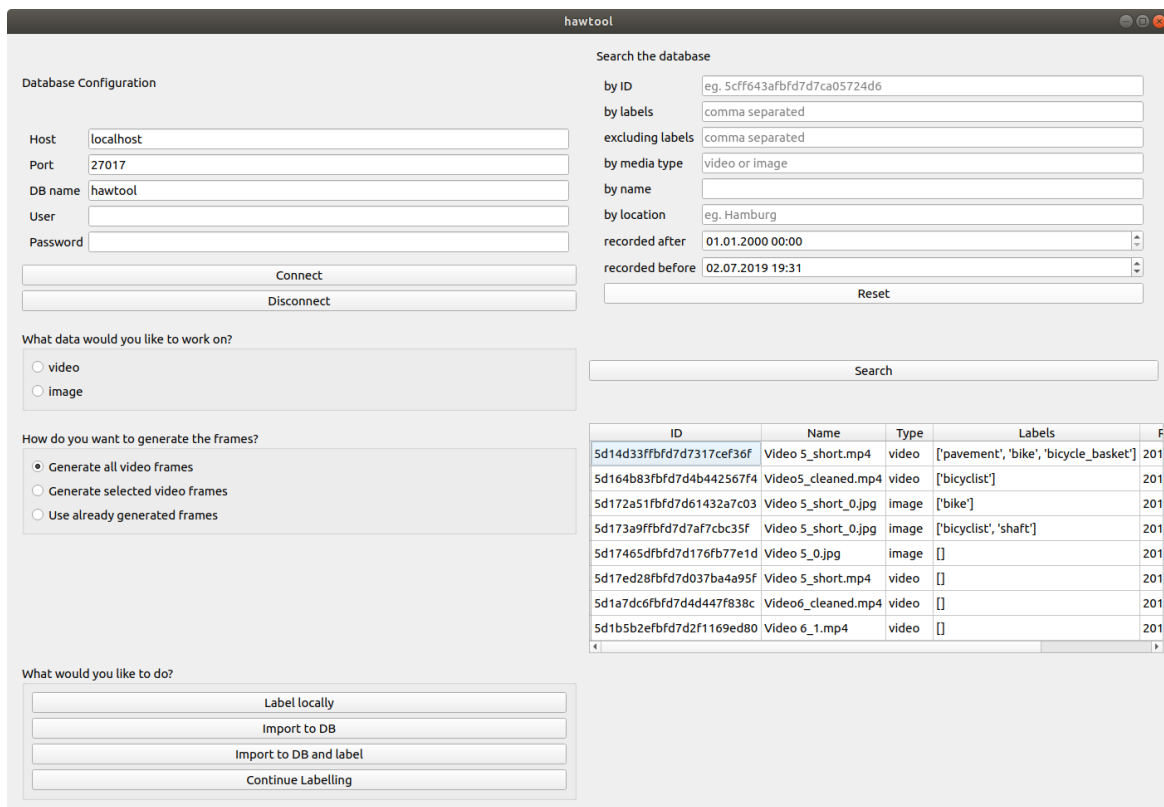 hawtool
Database Configuration
Host localhost
Port 27017
DB name hawtool
User
Password
Connect
Disconnect
What data would you like to work on?
video
image
How do you want to generate the frames?
Generate all video frames
Generate selected video frames
Use already generated frames
What would you like to do?
Label locally
Import to DB
Import to DB and label
Continue Labelling
Search the database
by ID eg. 5cff643afbfd7d7ca05724d6
by labels comma separated
excluding labels comma separated
by media type video or image
by name
by location eg. Hamburg
recorded after 01.01.2000 00:00
recorded before 02.07.2019 19:31
Reset
Search
ID Name Type Labels
5d14d33ffbfd7d7317cef36f Video 5_short.mp4 video ['pavement', 'bike', 'bicycle_basket'] 201
5d164b83fbfd7d4b442567f4 Video5_cleaned.mp4 video ['bicyclist'] 201
5d172a51fbfd7d61432a7c03 Video 5_short_0.jpg image ['bike'] 201
5d173a9ffbfd7d7af7cbc35f Video 5_short_0.jpg image ['bicyclist', 'shaft'] 201
5d17465dfbfd7d176fb77e1d Video 5_0.jpg image [] 201
5d17ed28fbfd7d037ba4a95f Video 5_short.mp4 video [] 201
5d1a7dc6fbfd7d4d447f838c Video6_cleaned.mp4 video [] 201
5d1b5b2efbfd7d2f1169ed80 Video 6_1.mp4 video [] 201